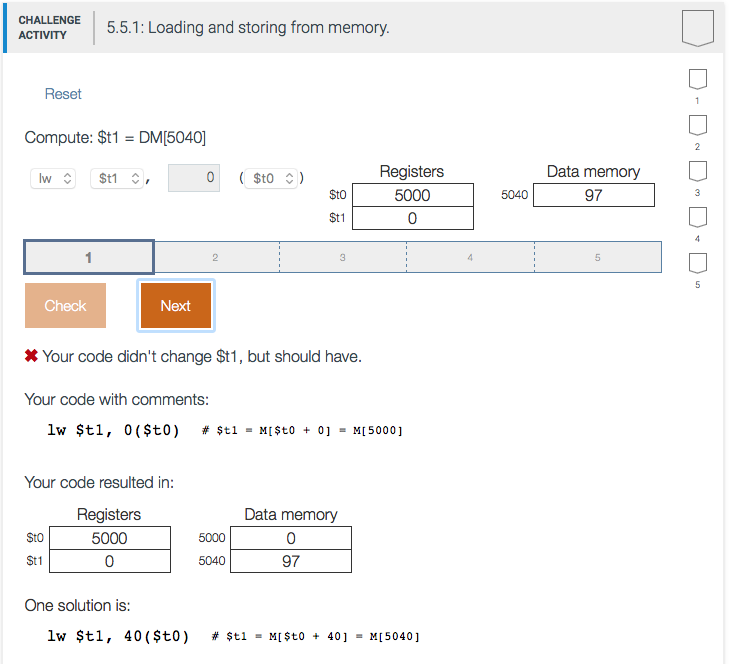 CHALLENGE ACTIVITY
5.5.1: Loading and storing from memory.
Reset
Compute: $t1 = DM[5040]
lw $t1 , 0 ( $t0 )
Registers
$t0 5000
$t1 0
Data memory
5040 97
1 2 3 4 5
Check Next
✖ Your code didn't change $t1, but should have.
Your code with comments:
lw $t1, 0($t0) # $t1 = M[$t0 + 0] = M[5000]
Your code resulted in:
Registers Data memory
$t0 5000 5000 0
$t1 0 5040 97
One solution is:
lw $t1, 40($t0) # $t1 = M[$t0 + 40] = M[5040]
1
2
3
4
5